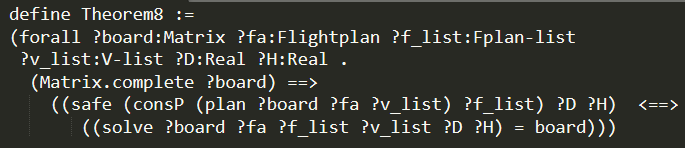 define Theorem8 :=
(forall ?board:Matrix ?fa:Flightplan ?f_list:Fplan-list
?v_list:V-list ?D:Real ?H:Real .
(Matrix.complete ?board) ==>
((safe (consP (plan ?board ?fa ?v_list) ?f_list) ?D ?H) <==>
((solve ?board ?fa ?f_list ?v_list ?D ?H) = board)))